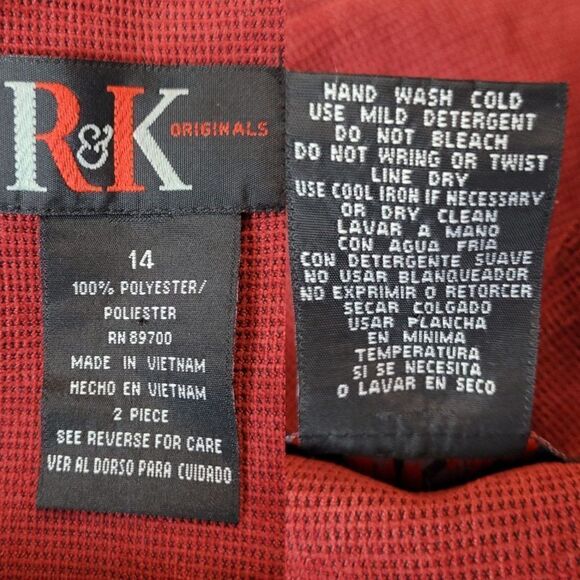 R&K ORIGINALS
14
100% POLYESTER/
POLIESTER
RN 89700
MADE IN VIETNAM
HECHO EN VIETNAM
2 PIECE
SEE REVERSE FOR CARE
VER AL DORSO PARA CUIDADO
HAND WASH COLD
USE MILD DETERGENT
DO NOT BLEACH
DO NOT WRING OR TWIST
LINE DRY
USE COOL IRON IF NECESSARY
OR DRY CLEAN
LAVAR A MANO
CON AGUA FRIA
CON DETERGENTE SUAVE
NO USAR BLANQUEADOR
NO EXPRIMIR O RETORCER
SECAR COLGADO
USAR PLANCHA
EN MINIMA
TEMPERATURA
SI SE NECESITA
O LAVAR EN SECO